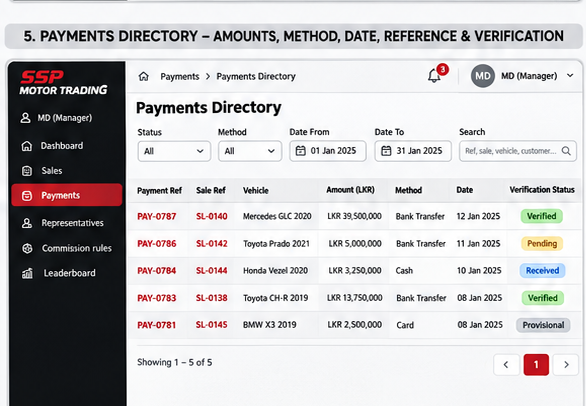 5. PAYMENTS DIRECTORY – AMOUNTS, METHOD, DATE, REFERENCE & VERIFICATION
SSP
MOTOR TRADING
MD (Manager)
Dashboard
Sales
Payments
Representatives
Commission rules
Leaderboard
Payments > Payments Directory
3
MD MD (Manager)
Payments Directory
Status Method Date From Date To Search
All All 01 Jan 2025 31 Jan 2025 Ref, sale, vehicle, customer...
Payment Ref Sale Ref Vehicle Amount (LKR) Method Date Verification Status
PAY-0787 SL-0140 Mercedes GLC 2020 LKR 39,500,000 Bank Transfer 12 Jan 2025 Verified
PAY-0786 SL-0142 Toyota Prado 2021 LKR 5,000,000 Bank Transfer 11 Jan 2025 Pending
PAY-0784 SL-0144 Honda Vezel 2020 LKR 3,250,000 Cash 10 Jan 2025 Received
PAY-0783 SL-0138 Toyota CH-R 2019 LKR 13,750,000 Bank Transfer 08 Jan 2025 Verified
PAY-0781 SL-0145 BMW X3 2019 LKR 2,500,000 Card 08 Jan 2025 Provisional
Showing 1 – 5 of 5
< 1 >